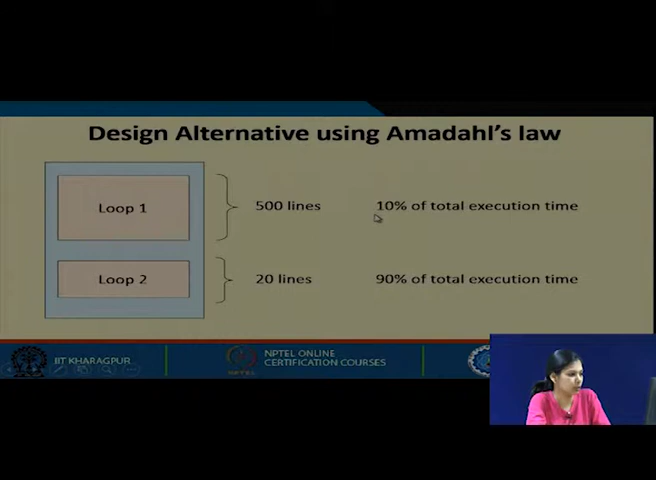 Design Alternative using Amadahl's law
Loop 1
500 lines
10% of total execution time
Loop 2
20 lines
90% of total execution time
IIT KHARAGPUR
NPTEL
NPTEL ONLINE
CERTIFICATION COURSES